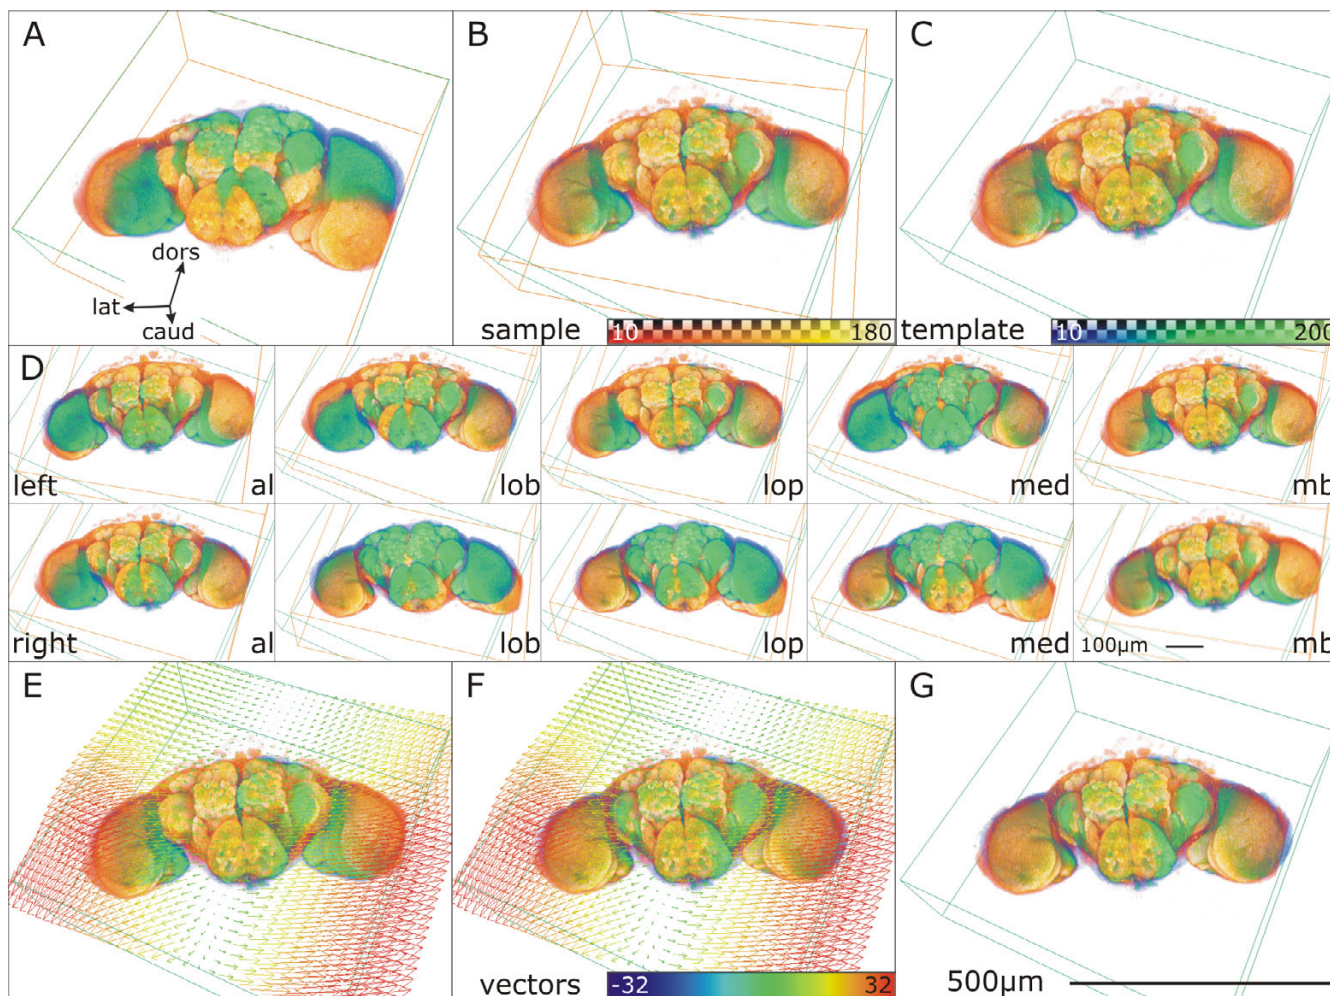 A
B
C
dors
lat
caud
sample 10 180
template 10 200
D
left al lob lop med mb
right al lob lop med 100µm mb
E
F
G
vectors -32 32
500µm